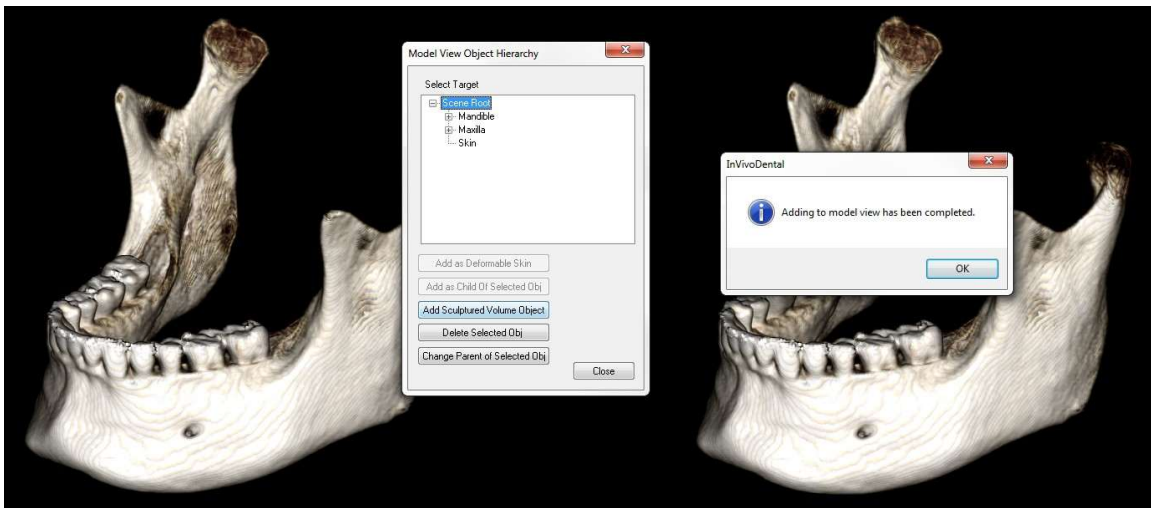 Model View Object Hierarchy
Select Target
Scene Root
Mandible
Maxilla
Skin
Add as Deformable Skin
Add as Child Of Selected Obj
Add Sculptured Volume Object
Delete Selected Obj
Change Parent of Selected Obj
Close
InVivoDental
Adding to model view has been completed.
OK